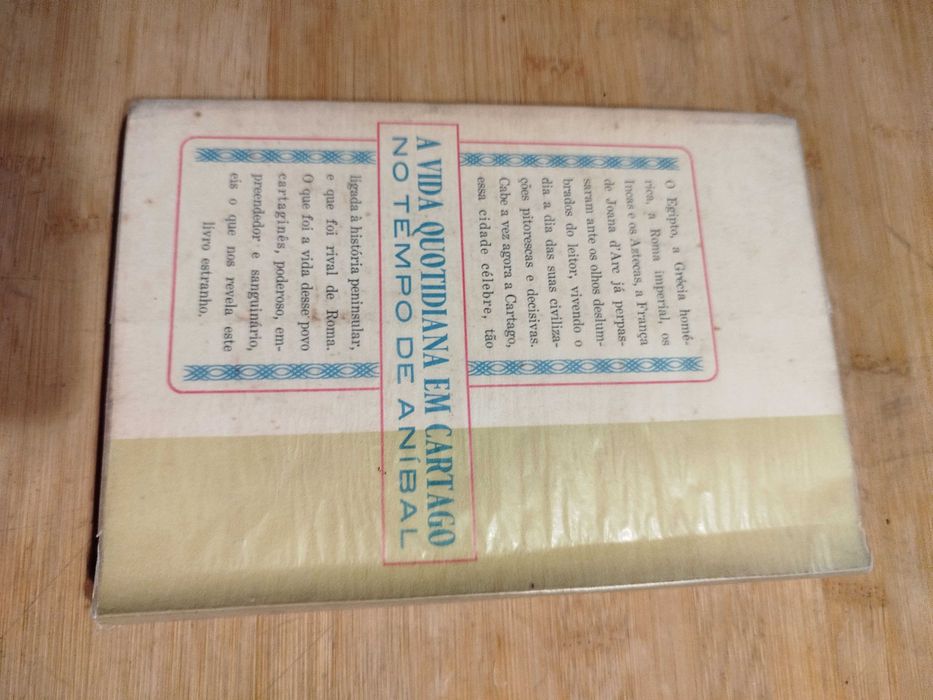 O Egipto, a Grécia homé-
rica, a Roma imperial, os
Incas e os Aztecas, a França
de Joana d'Arc já perpas-
saram ante os olhos deslum-
brados do leitor, vivendo o
dia a dia das suas civiliza-
ções pitorescas e decisivas.
Cabe a vez agora a Cartago,
essa cidade célebre, tão
A VIDA QUOTIDIANA EM CARTAGO
NO TEMPO DE ANÍBAL
ligada à história peninsular,
e que foi rival de Roma.
O que foi a vida desse povo
cartaginês, poderoso, em-
preendedor e sanguinário,
eis o que nos revela este
livro estranho.